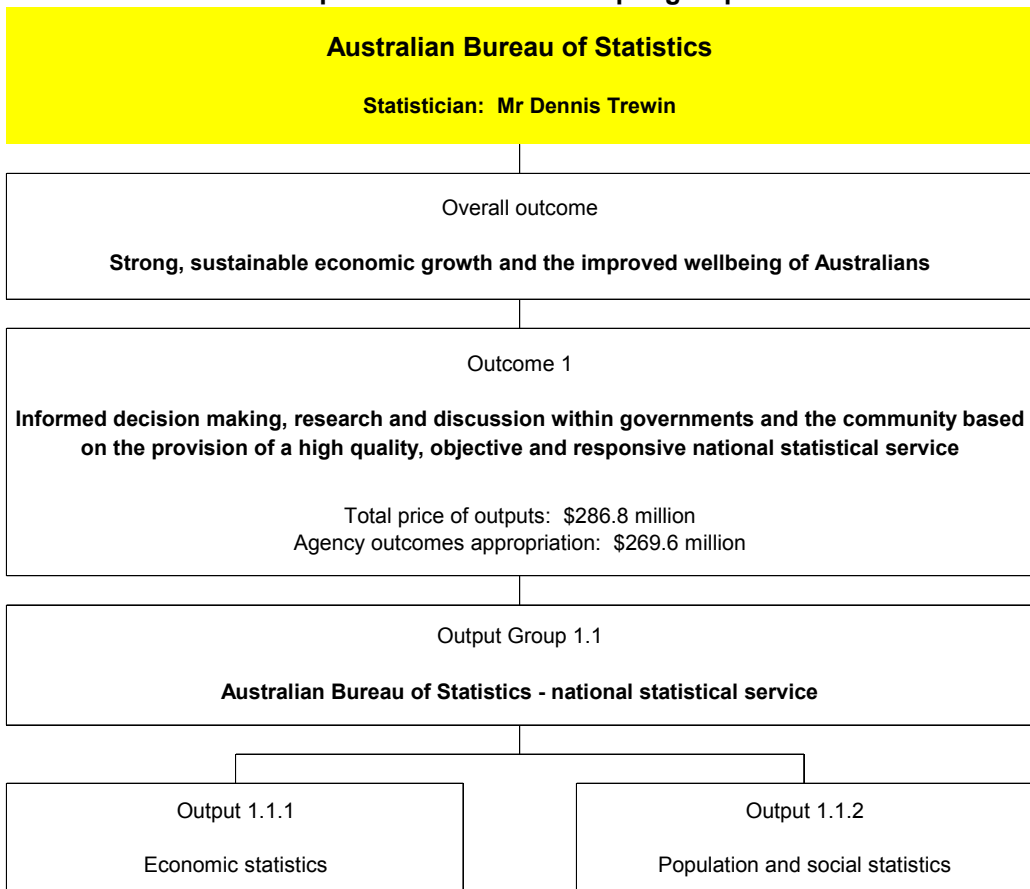 Australian Bureau of Statistics
Statistician: Mr Dennis Trewin
Overall outcome
Strong, sustainable economic growth and the improved wellbeing of Australians
Outcome 1
Informed decision making, research and discussion within governments and the community based
on the provision of a high quality, objective and responsive national statistical service
Total price of outputs: $286.8 million
Agency outcomes appropriation: $269.6 million
Output Group 1.1
Australian Bureau of Statistics - national statistical service
Output 1.1.1
Output 1.1.2
Economic statistics
Population and social statistics